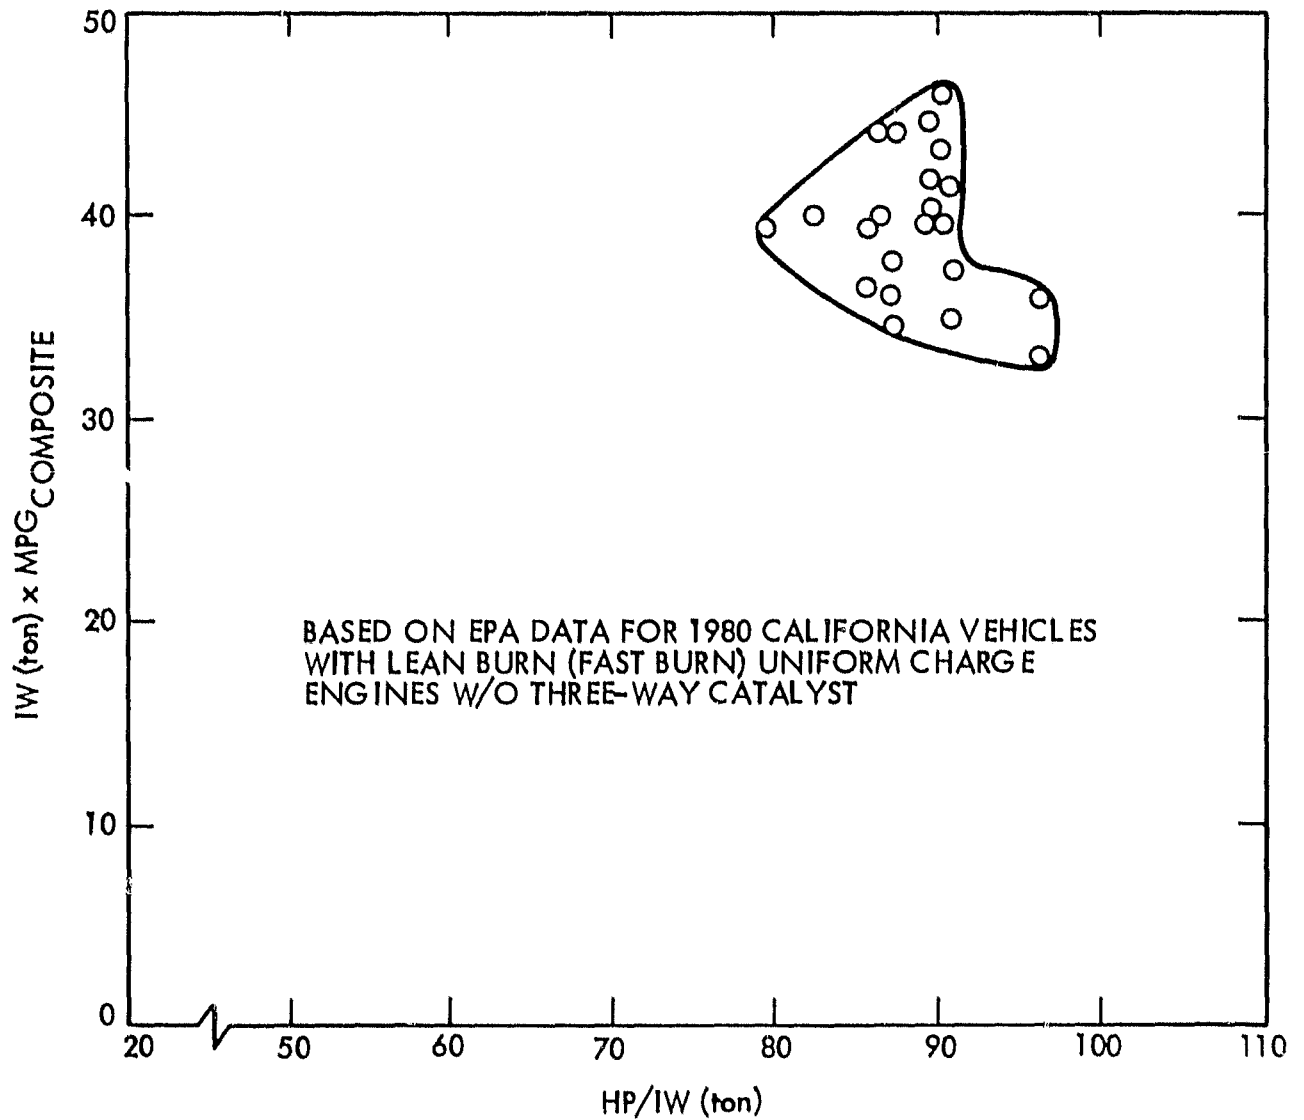 50
40
30
20
10
0
IW (ton) x MPG COMPOSITE
BASED ON EPA DATA FOR 1980 CALIFORNIA VEHICLES
WITH LEAN BURN (FAST BURN) UNIFORM CHARGE
ENGINES W/O THREE-WAY CATALYST
20 50 60 70 80 90 100 110
HP/IW (ton)